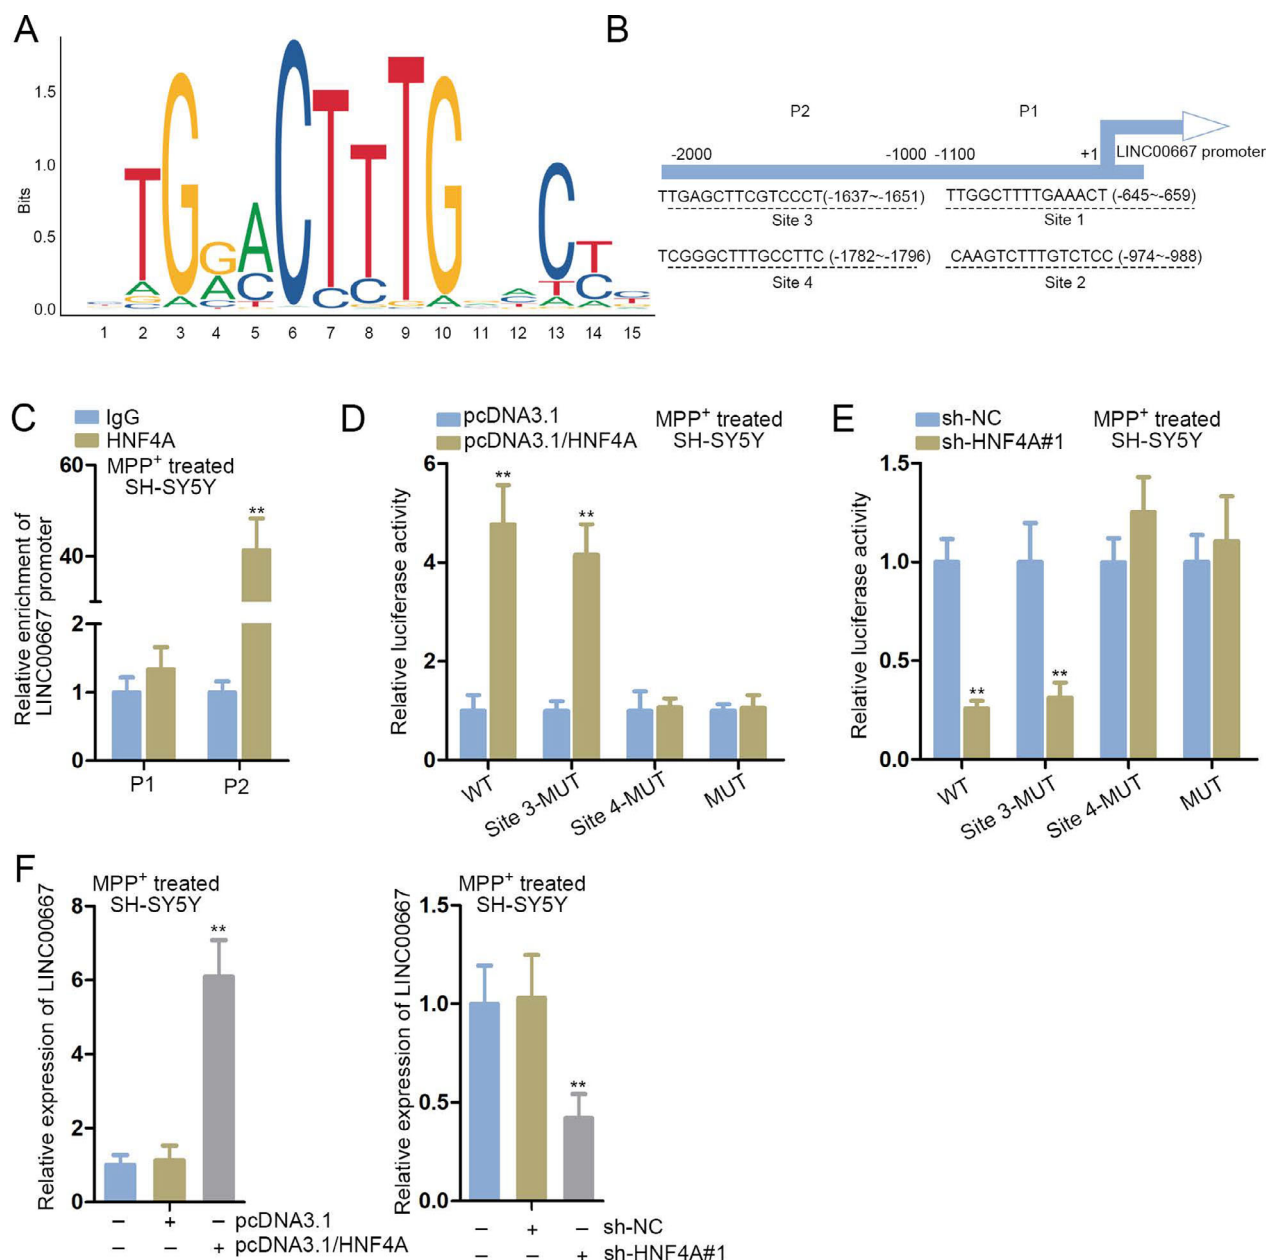 A
Bits
1.5
1.0
0.5
0.0
1 2 3 4 5 6 7 8 9 10 11 12 13 14 15
B
P2 P1
-2000 -1000 -1100 +1 LINC00667 promoter
TTGAGCTTCGTCCCT(-1637~-1651) TTGGCTTTTGAAACT (-645~-659)
Site 3 Site 1
TCGGGCTTTGCCTTC (-1782~-1796) CAAGTCTTTGTCTCC (-974~-988)
Site 4 Site 2
C
IgG
HNF4A
MPP+ treated
SH-SY5Y
Relative enrichment of
LINC00667 promoter
60
40
2
1
0
**
P1 P2
D
pcDNA3.1
pcDNA3.1/HNF4A
MPP+ treated
SH-SY5Y
Relative luciferase activity
6
4
2
0
** **
WT Site 3-MUT Site 4-MUT MUT
E
sh-NC
sh-HNF4A#1
MPP+ treated
SH-SY5Y
Relative luciferase activity
1.5
1.0
0.5
0.0
** **
WT Site 3-MUT Site 4-MUT MUT
F
MPP+ treated
SH-SY5Y
Relative expression of LINC00667
8
6
4
2
0
**
– + – pcDNA3.1
– – + pcDNA3.1/HNF4A
MPP+ treated
SH-SY5Y
Relative expression of LINC00667
1.5
1.0
0.5
0.0
**
– + – sh-NC
– – + sh-HNF4A#1